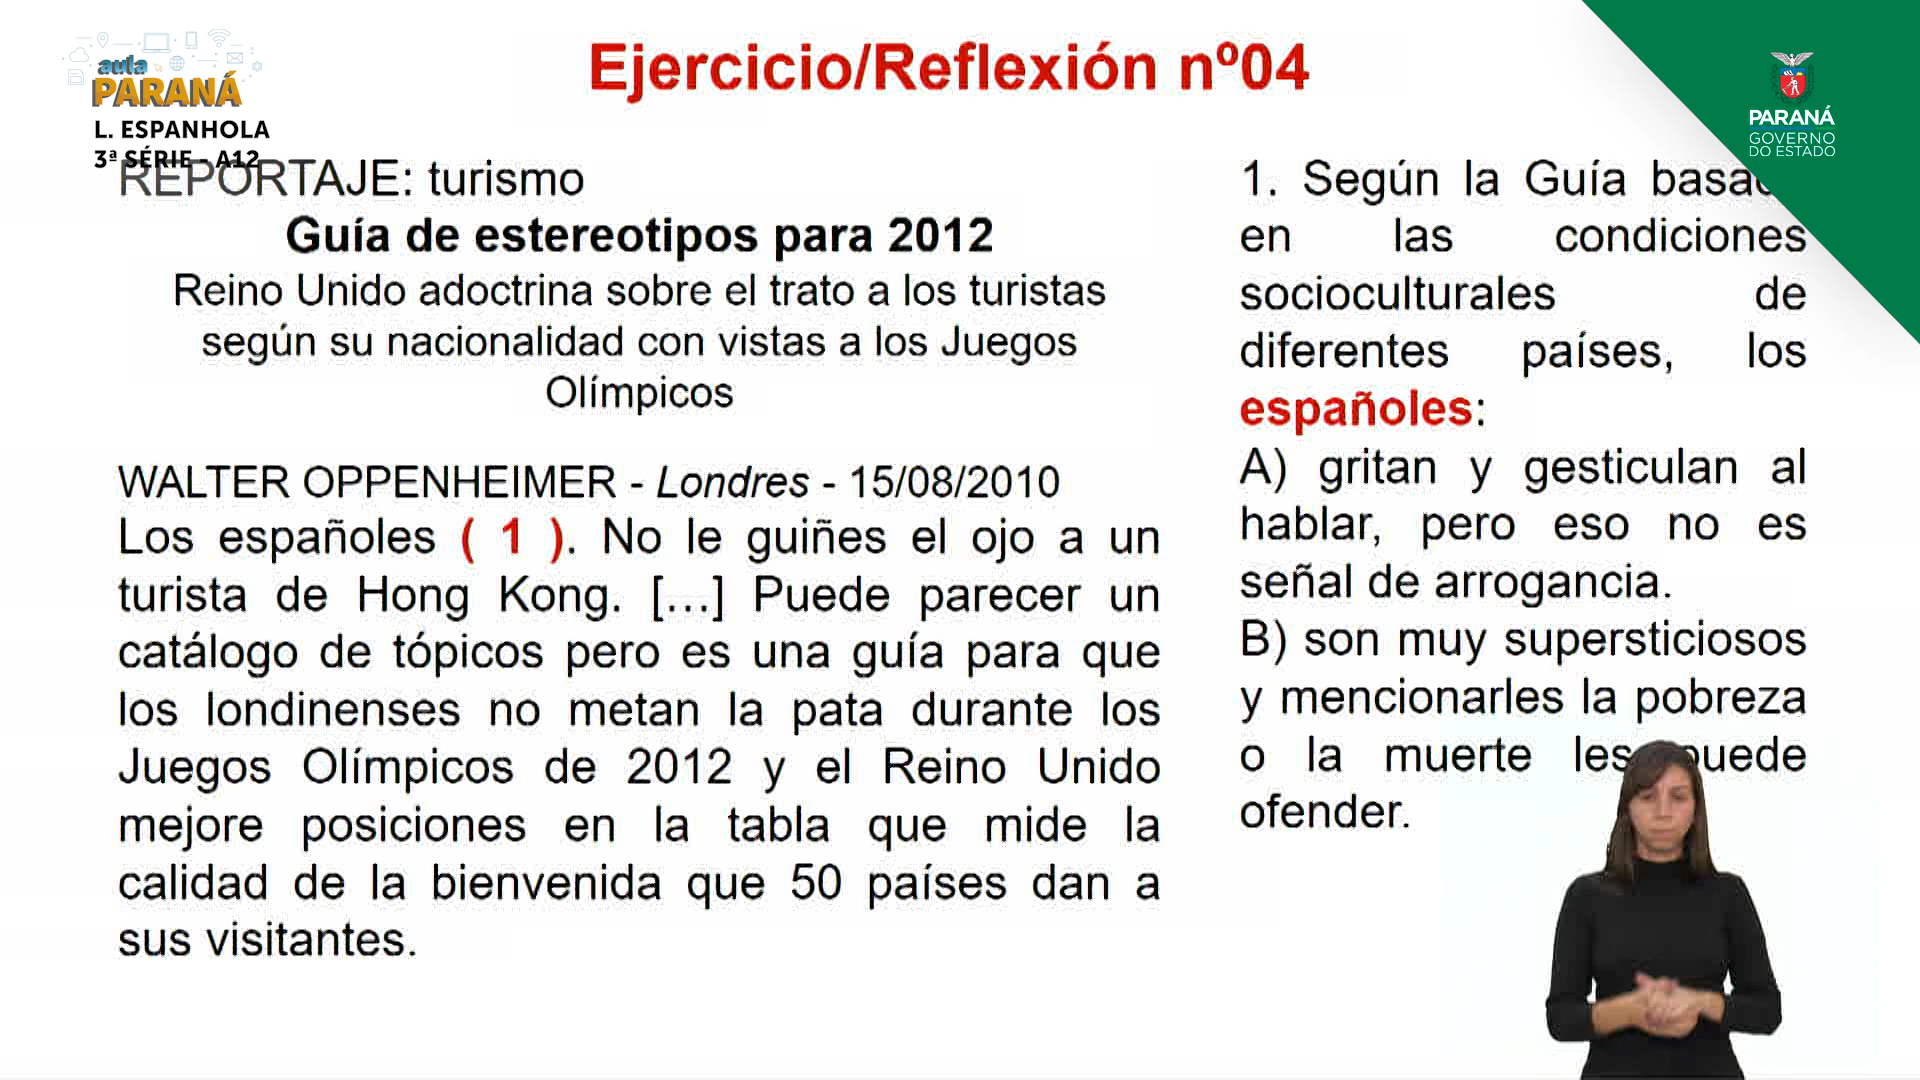 aula
PARANÁ
L. ESPANHOLA
3ª SÉRIE - A12
Ejercicio/Reflexión nº04
PARANÁ
GOVERNO
DO ESTADO
REPORTAJE: turismo
Guía de estereotipos para 2012
Reino Unido adoctrina sobre el trato a los turistas
según su nacionalidad con vistas a los Juegos
Olímpicos
WALTER OPPENHEIMER - Londres - 15/08/2010
Los españoles ( 1 ). No le guiñes el ojo a un
turista de Hong Kong. [...] Puede parecer un
catálogo de tópicos pero es una guía para que
los londinenses no metan la pata durante los
Juegos Olímpicos de 2012 y el Reino Unido
mejore posiciones en la tabla que mide la
calidad de la bienvenida que 50 países dan a
sus visitantes.
1. Según la Guía
en las condiciones
socioculturales de
diferentes países, los
españoles:
A) gritan y gesticulan al
hablar, pero eso no es
señal de arrogancia.
B) son muy supersticiosos
y mencionarles la pobreza
o la muerte les puede
ofender.